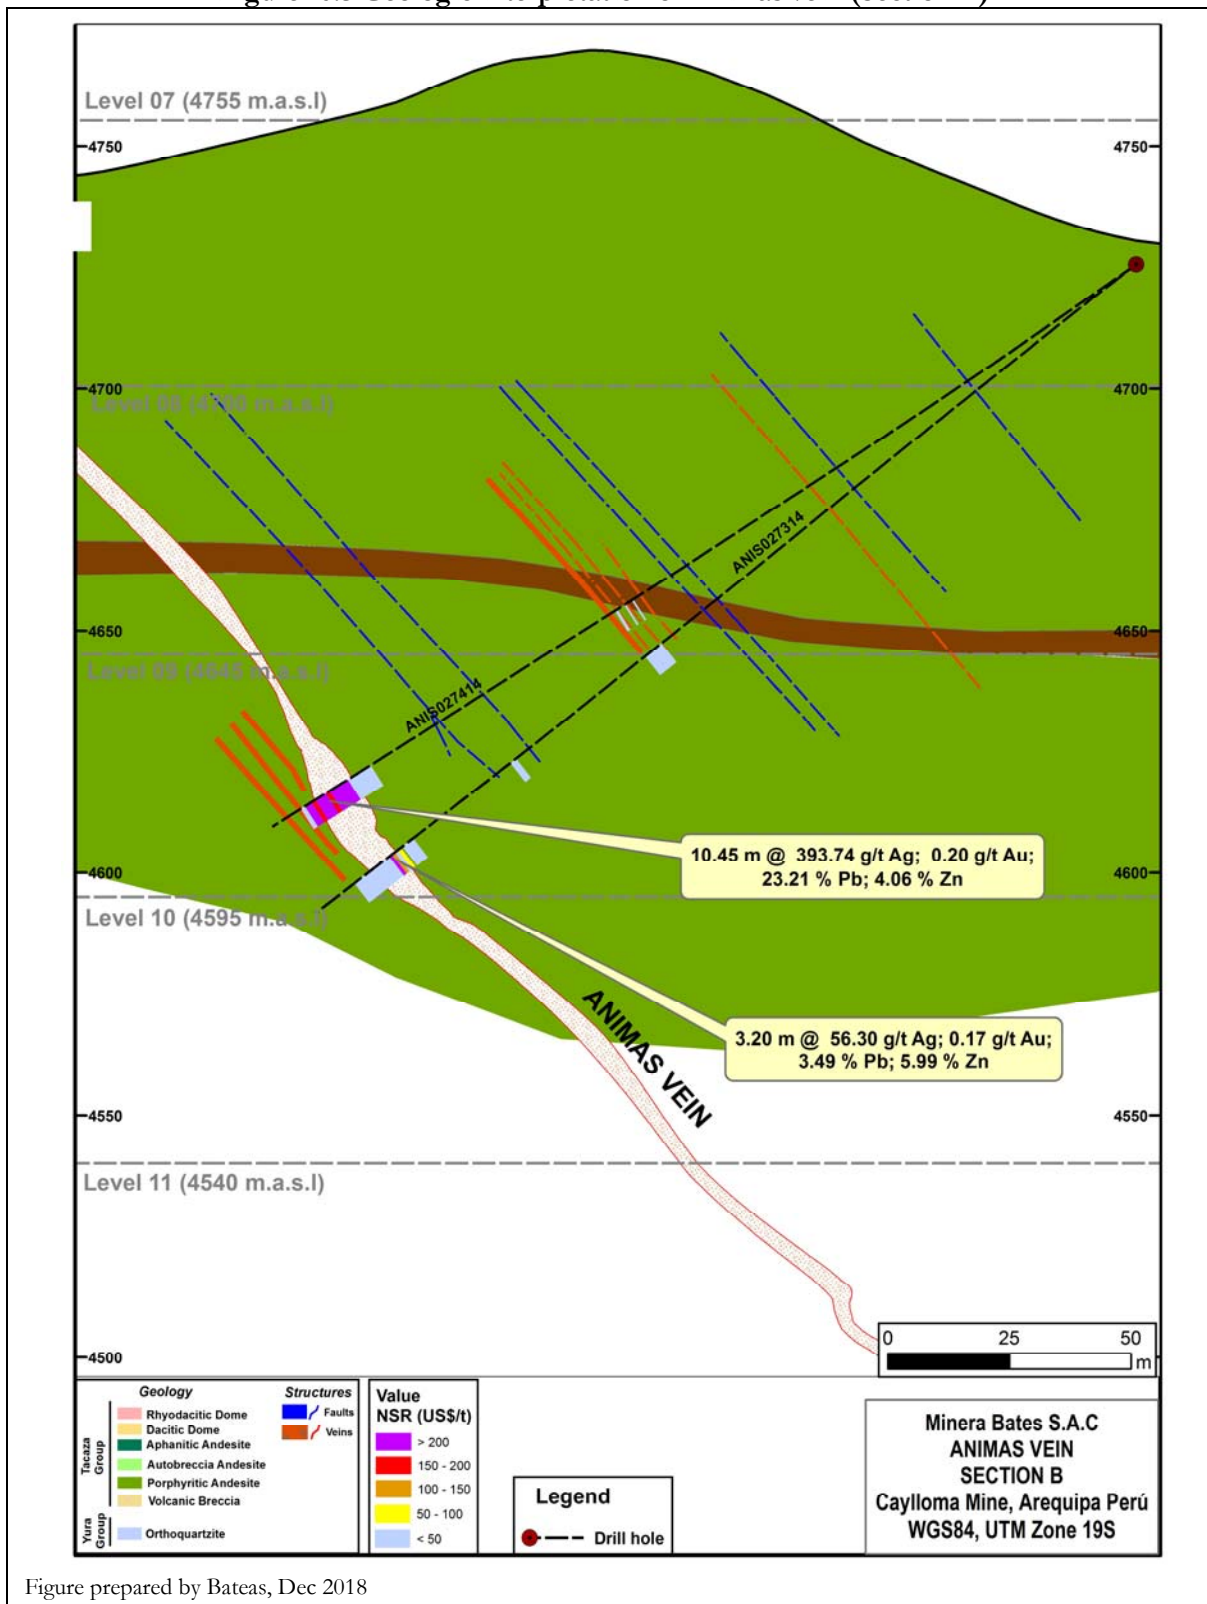 Level 07 (4755 m.a.s.l)
4750
4750
4700
4700
Level 08 (4700 m.a.s.l)
ANIS027314
4650
4650
Level 09 (4645 m.a.s.l)
ANIS027414
10.45 m @ 393.74 g/t Ag; 0.20 g/t Au;
23.21 % Pb; 4.06 % Zn
4600
4600
Level 10 (4595 m.a.s.l)
ANIMAS VEIN
3.20 m @ 56.30 g/t Ag; 0.17 g/t Au;
3.49 % Pb; 5.99 % Zn
4550
4550
Level 11 (4540 m.a.s.l)
0 25 50
m
4500
Geology
Tacaza Group
Rhyodacitic Dome
Dacitic Dome
Aphanitic Andesite
Autobreccia Andesite
Porphyritic Andesite
Volcanic Breccia
Yura Group
Orthoquartzite
Structures
Faults
Veins
Value
NSR (US$/t)
> 200
150 - 200
100 - 150
50 - 100
< 50
Legend
Drill hole
Minera Bates S.A.C
ANIMAS VEIN
SECTION B
Caylloma Mine, Arequipa Perú
WGS84, UTM Zone 19S
Figure prepared by Bateas, Dec 2018